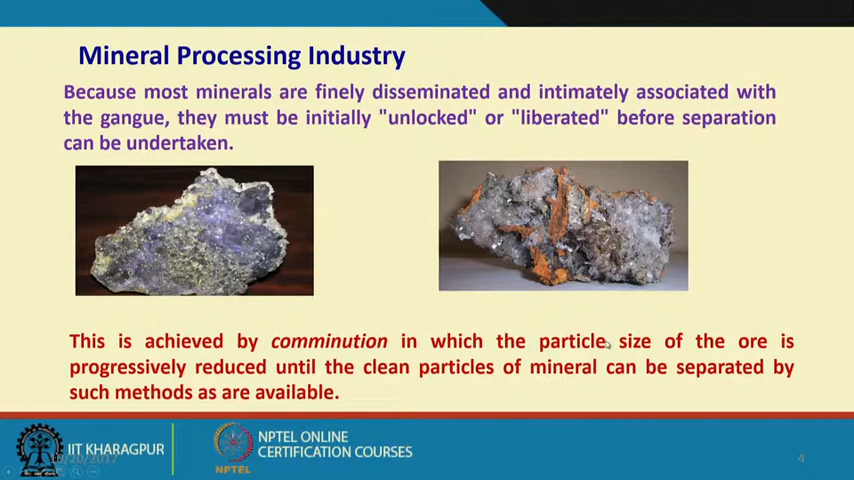 Mineral Processing Industry
Because most minerals are finely disseminated and intimately associated with
the gangue, they must be initially "unlocked" or "liberated" before separation
can be undertaken.
This is achieved by comminution in which the particle size of the ore is
progressively reduced until the clean particles of mineral can be separated by
such methods as are available.
IIT KHARAGPUR
NPTEL ONLINE
CERTIFICATION COURSES
NPTEL
4